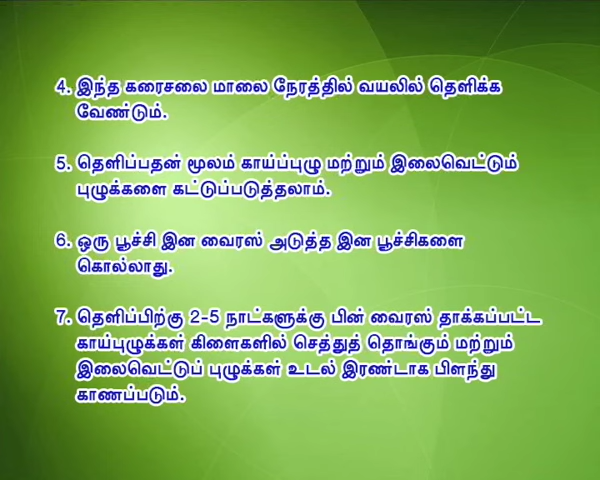 4. இந்த கரைசலை மாலை நேரத்தில் வயலில் தெளிக்க
வேண்டும்.
5. தெளிப்பதன் மூலம் காய்ப்புழு மற்றும் இலைவெட்டும்
புழுக்களை கட்டுப்படுத்தலாம்.
6. ஒரு பூச்சி இன வைரஸ் அடுத்த இன பூச்சிகளை
கொல்லாது.
7. தெளிப்பிற்கு 2-5 நாட்களுக்கு பின் வைரஸ் தாக்கப்பட்ட
காய்புழுக்கள் கிளைகளில் செத்துத் தொங்கும் மற்றும்
இலைவெட்டுப் புழுக்கள் உடல் இரண்டாக பிளந்து
காணப்படும்.